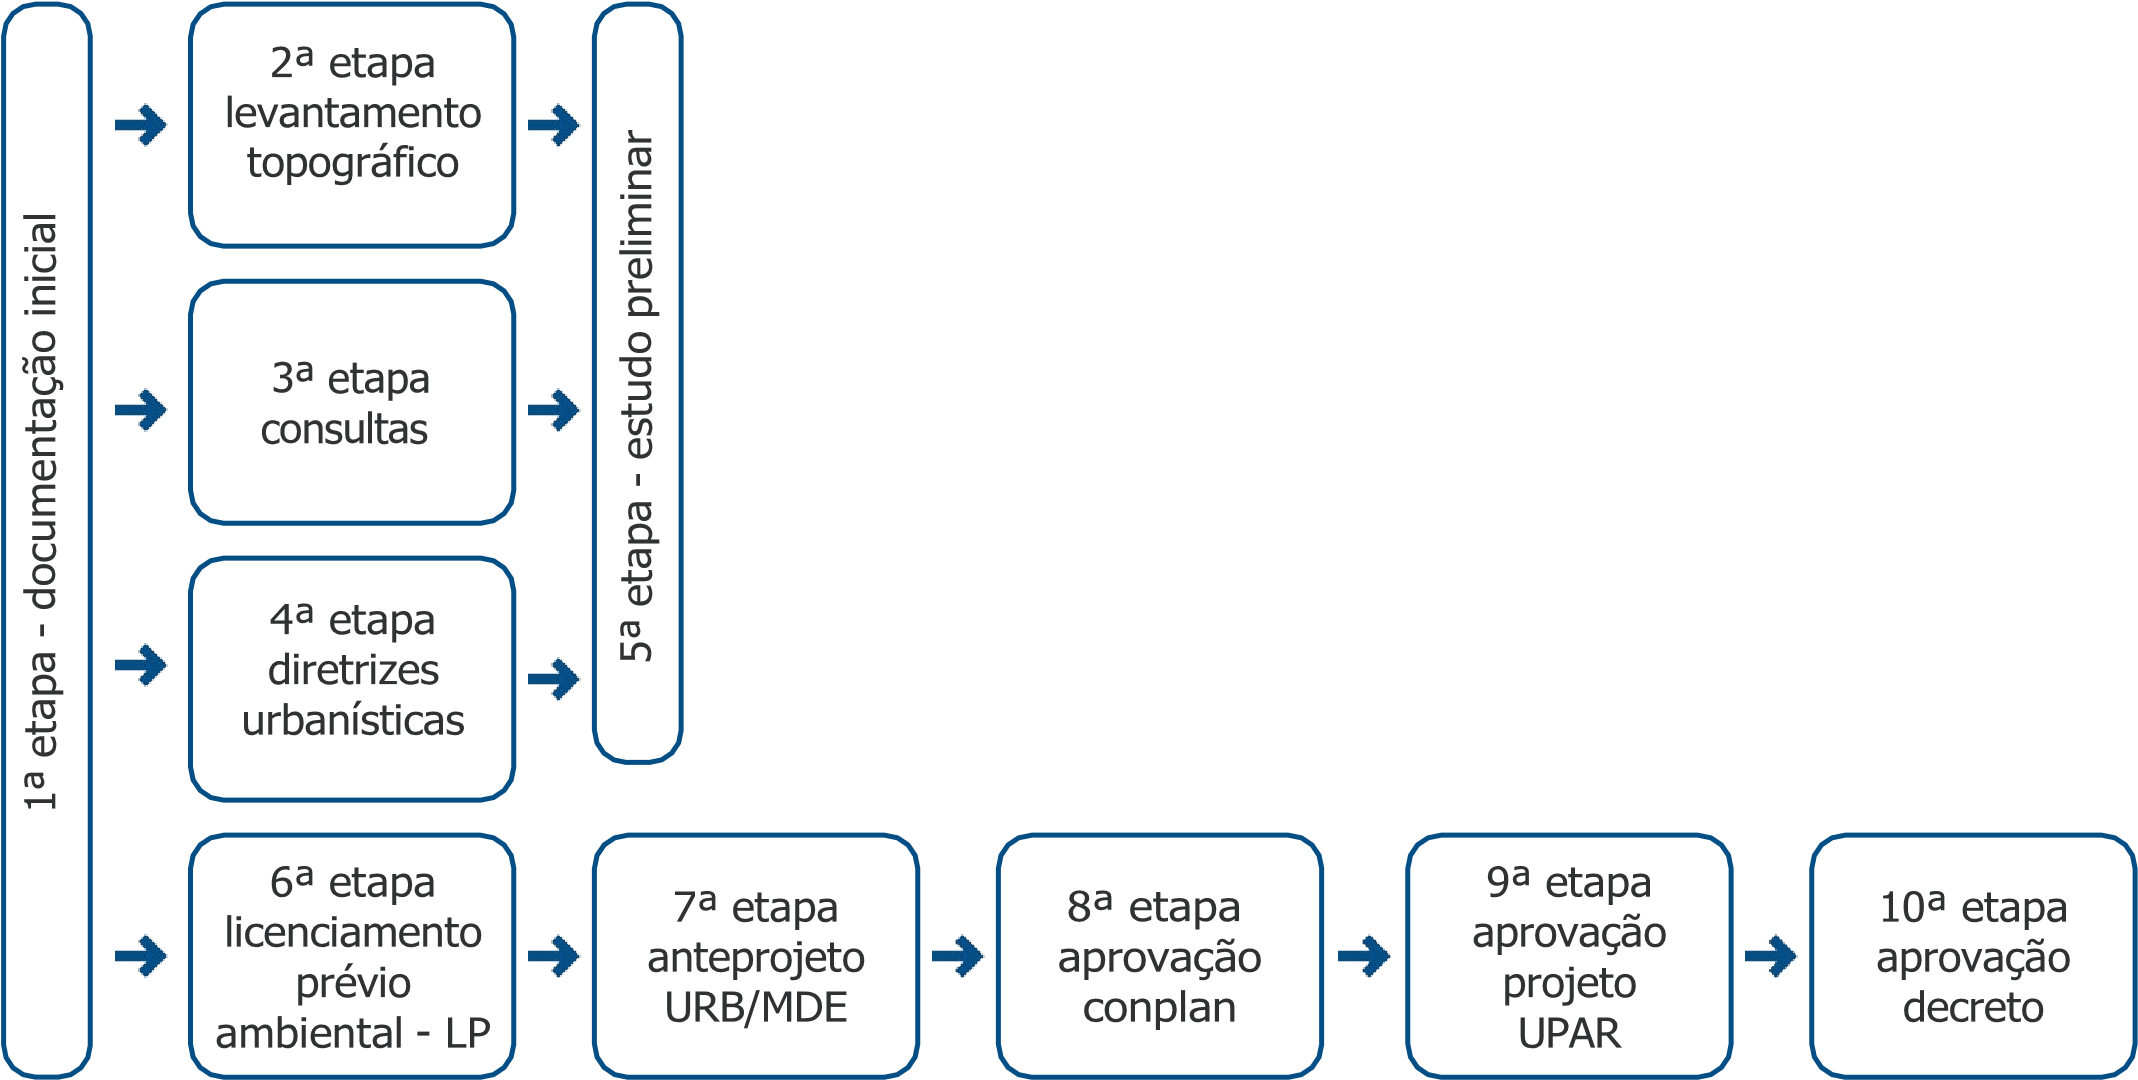 1ª etapa - documentação inicial
2ª etapa
levantamento
topográfico
3ª etapa
consultas
4ª etapa
diretrizes
urbanísticas
5ª etapa - estudo preliminar
6ª etapa
licenciamento
prévio
ambiental - LP
7ª etapa
anteprojeto
URB/MDE
8ª etapa
aprovação
conplan
9ª etapa
aprovação
projeto
UPAR
10ª etapa
aprovação
decreto